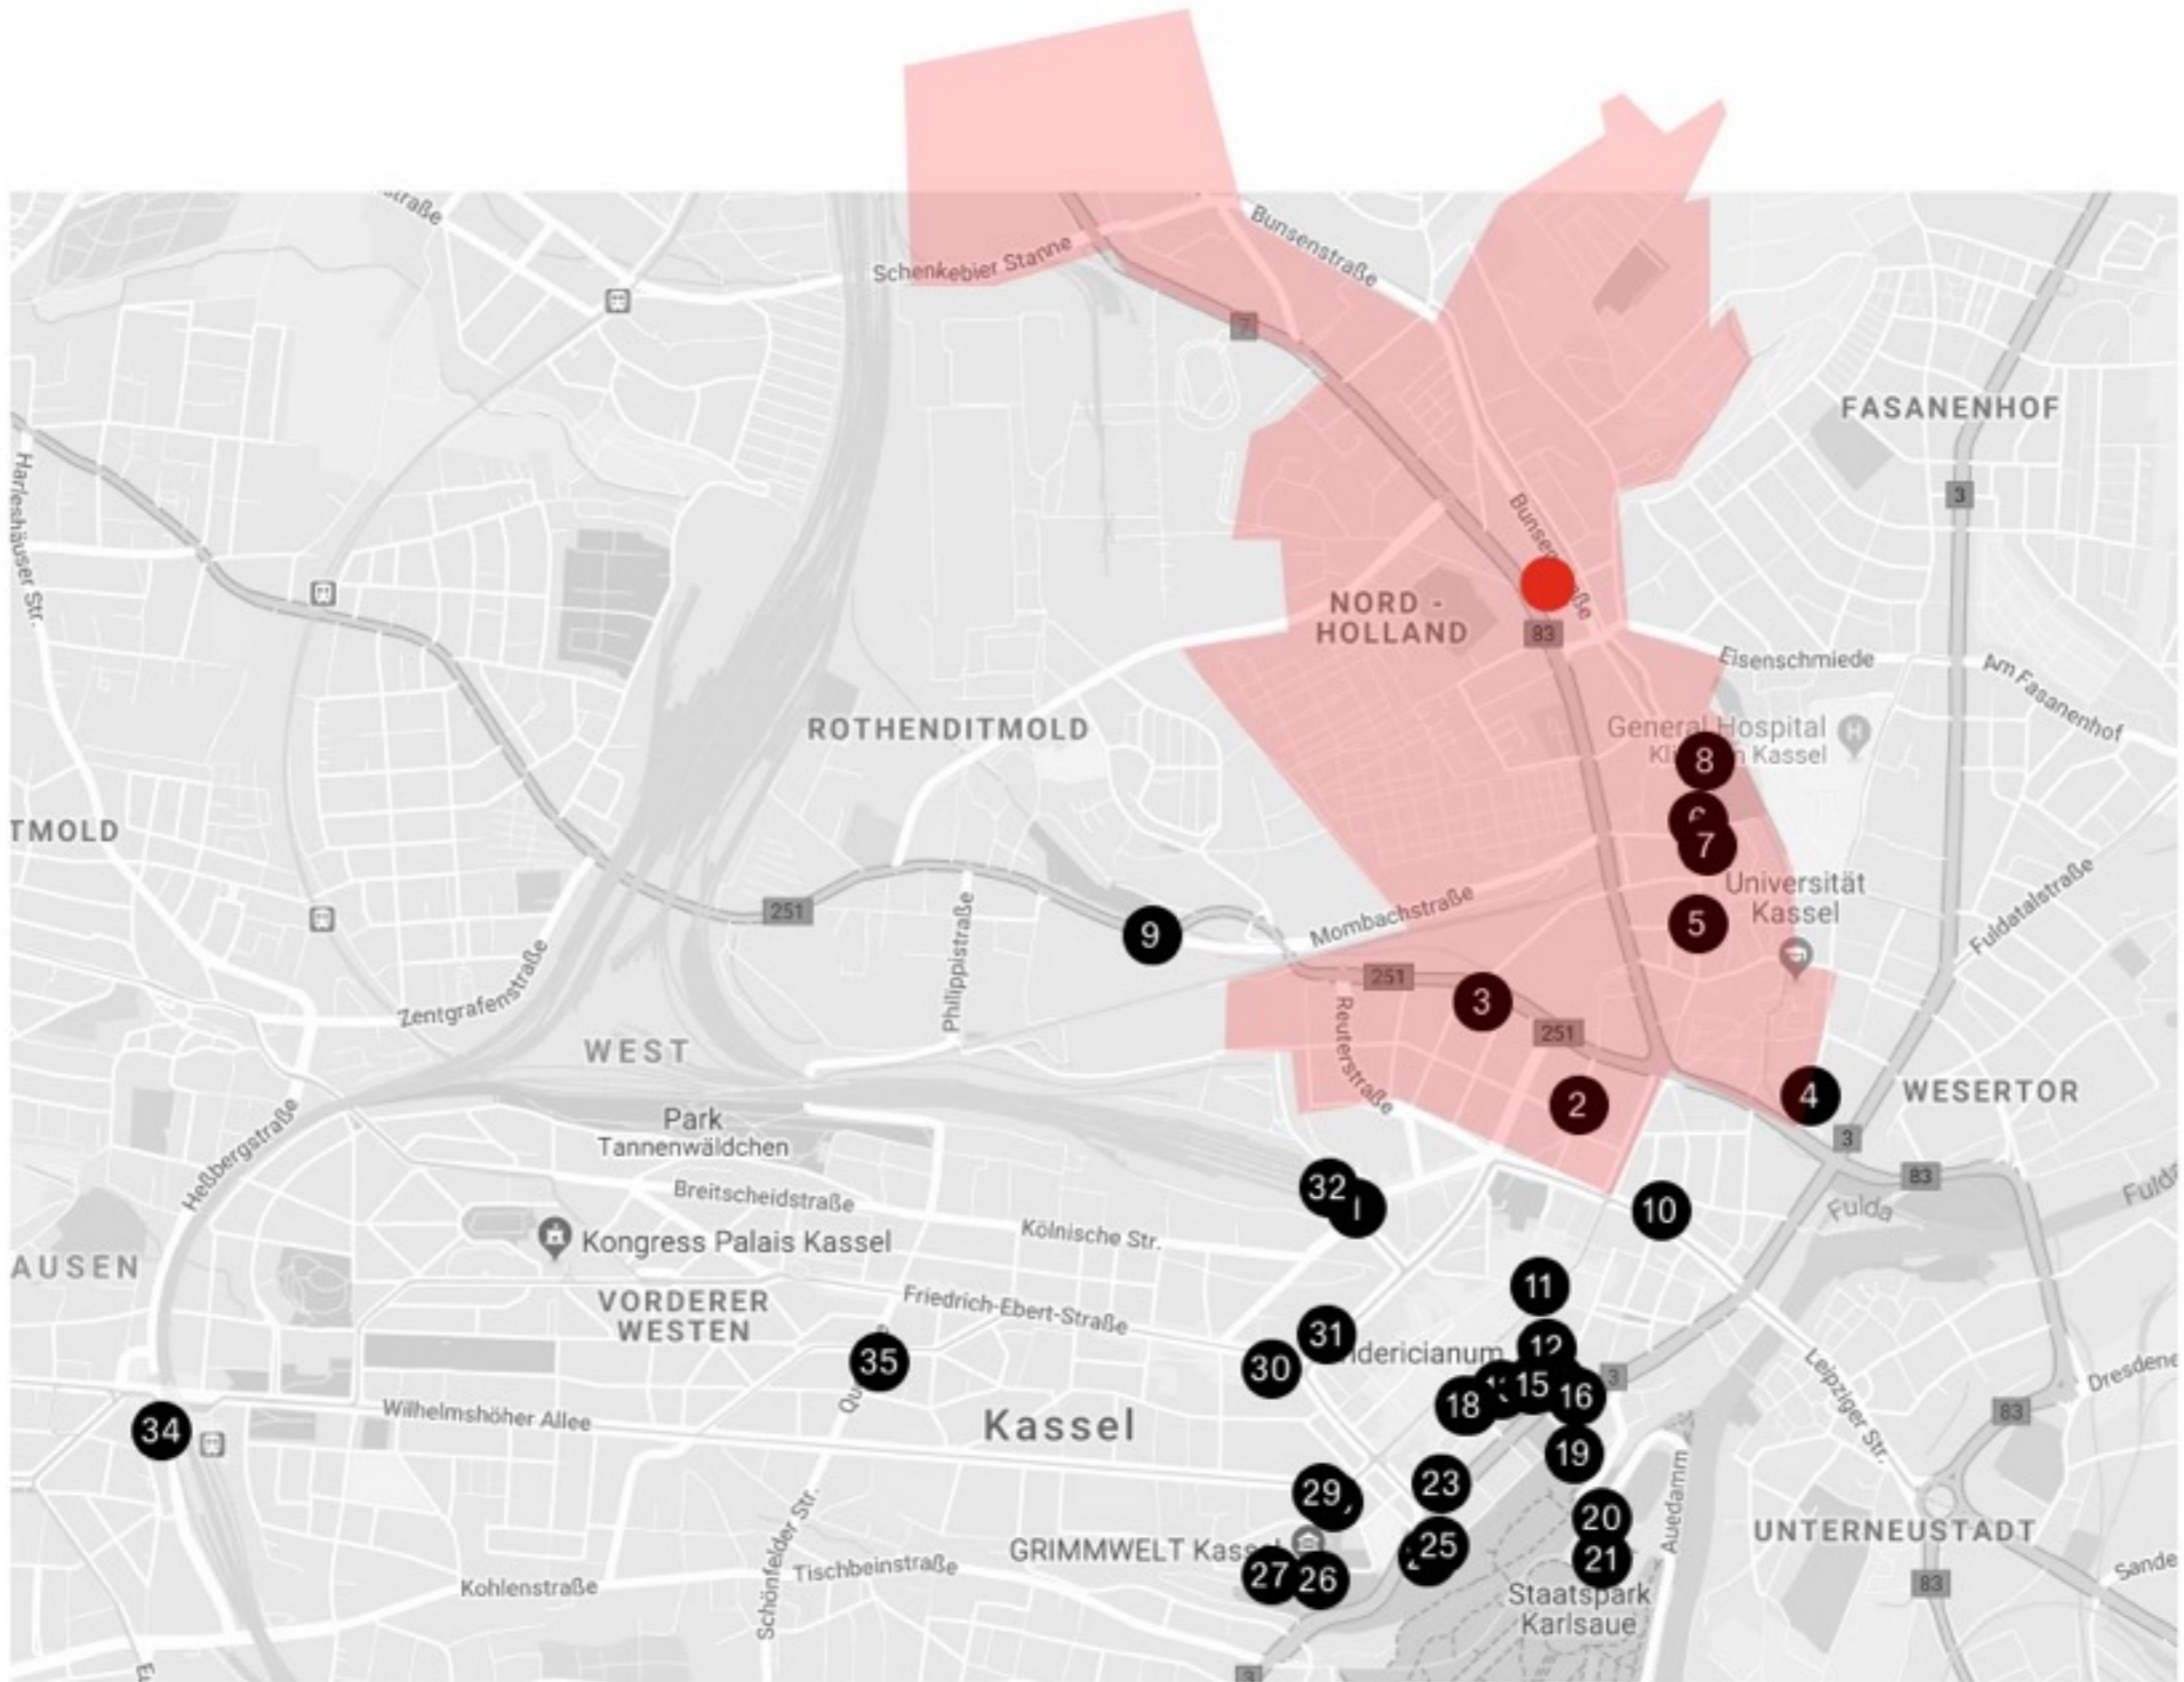 straße
Bunsenstraße
Schenkebier Stanne
7
FASANENHOF
3
Harleshäuser Str.
NORD -
HOLLAND
83
Eisenschmiede
Am Fasanenhof
General Hospital
Kassel
8
ROTHENDITMOLD
TMOLD
7
Universität
Kassel
5
251
9
Mombachstraße
Fuldatalstraße
Philippistraße
Zentgrafenstraße
251
3
251
Reuterstraße
WEST
2
4
WESERTOR
Park
Tannenwäldchen
3
83
Heßbergstraße
Breitscheidstraße
32
10
Fulda
Kölnische Str.
Kongress Palais Kassel
AUSEN
11
VORDERER
WESTEN
Friedrich-Ebert-Straße
31
idericianum
12
35
30
15
16
18
3
Leipziger Str.
83
Wilhelmshöher Allee
Kassel
34
19
23
29
20
Auedamm
UNTERNEUSTADT
GRIMMWELT Kassel
25
21
Schönfelder Str.
Tischbeinstraße
27
26
Kohlenstraße
83
Staatspark
Karlsaue
Sande
3